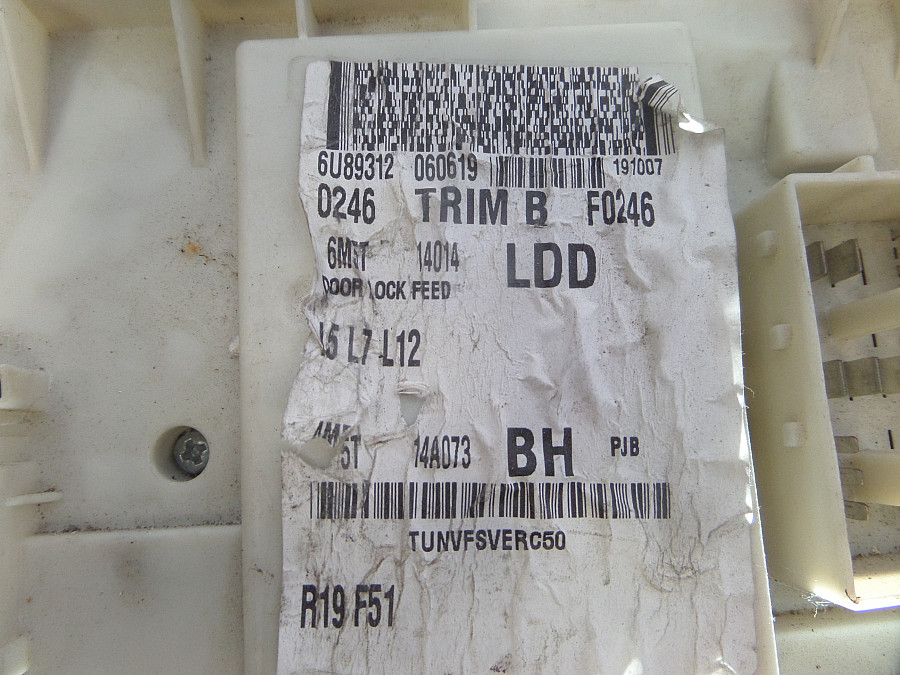 6U89312 060619 191007
0246 TRIM B F0246
14014 LDD
DOOR LOCK FEED
L5 L7 L12
14A073 BH PJB
TUNVFSVERC50
R19 F51